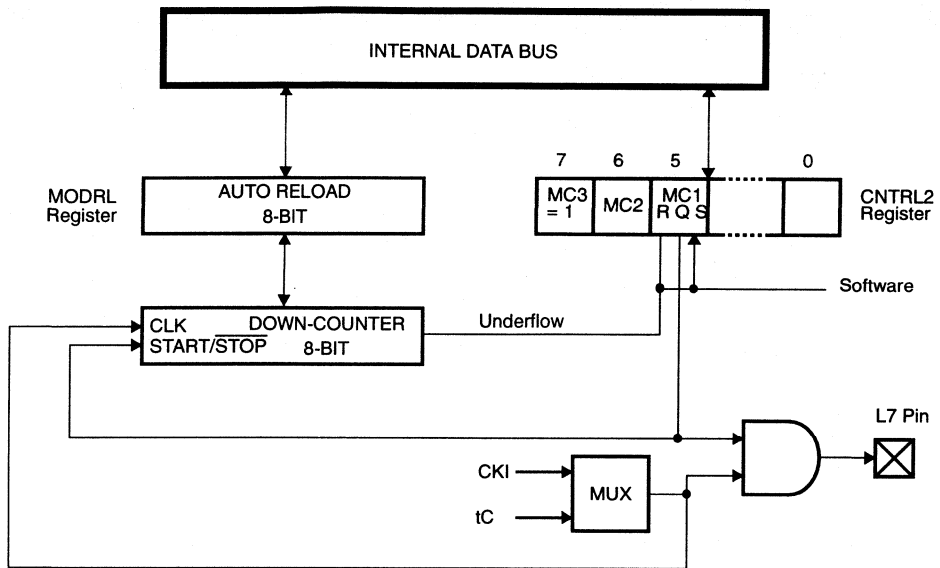 INTERNAL DATA BUS
7 6 5 0
MODRL
Register
AUTO RELOAD
8-BIT
MC3
= 1
MC2
MC1
R Q S
CNTRL2
Register
Software
CLK DOWN-COUNTER
START/STOP 8-BIT
Underflow
L7 Pin
CKI
MUX
tC